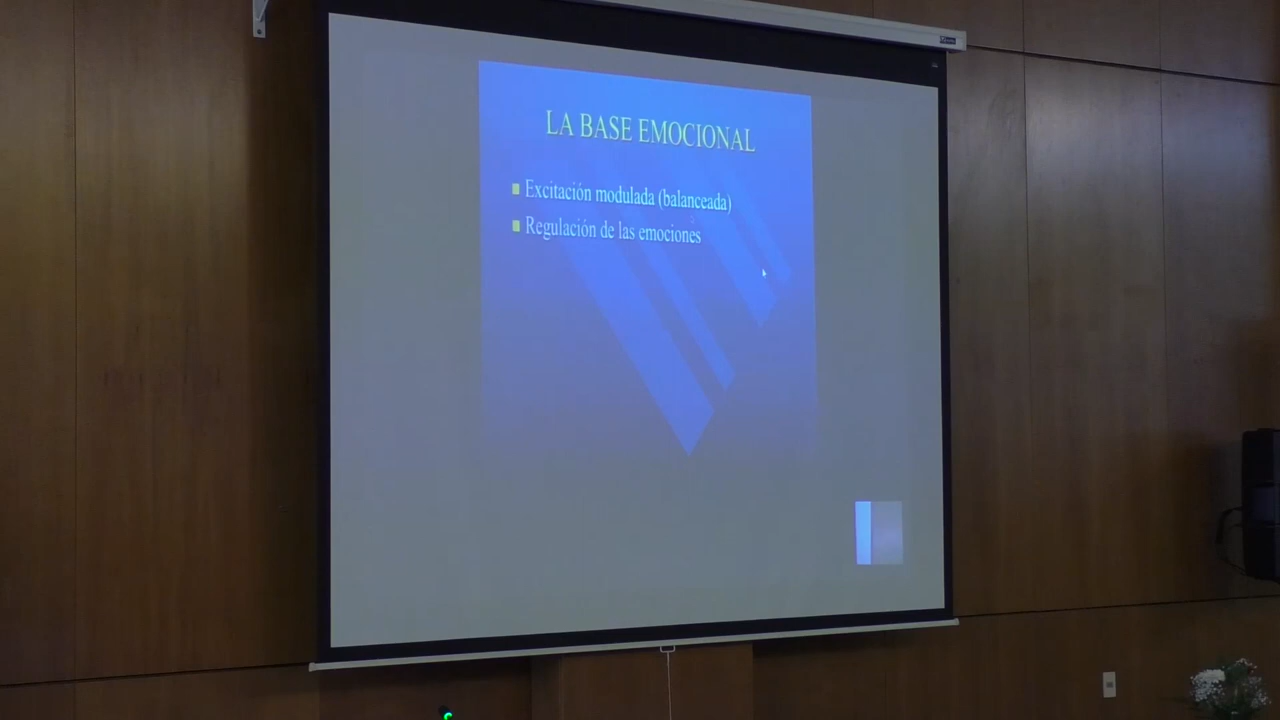 LA BASE EMOCIONAL
Excitación modulada (balanceada)
Regulación de las emociones